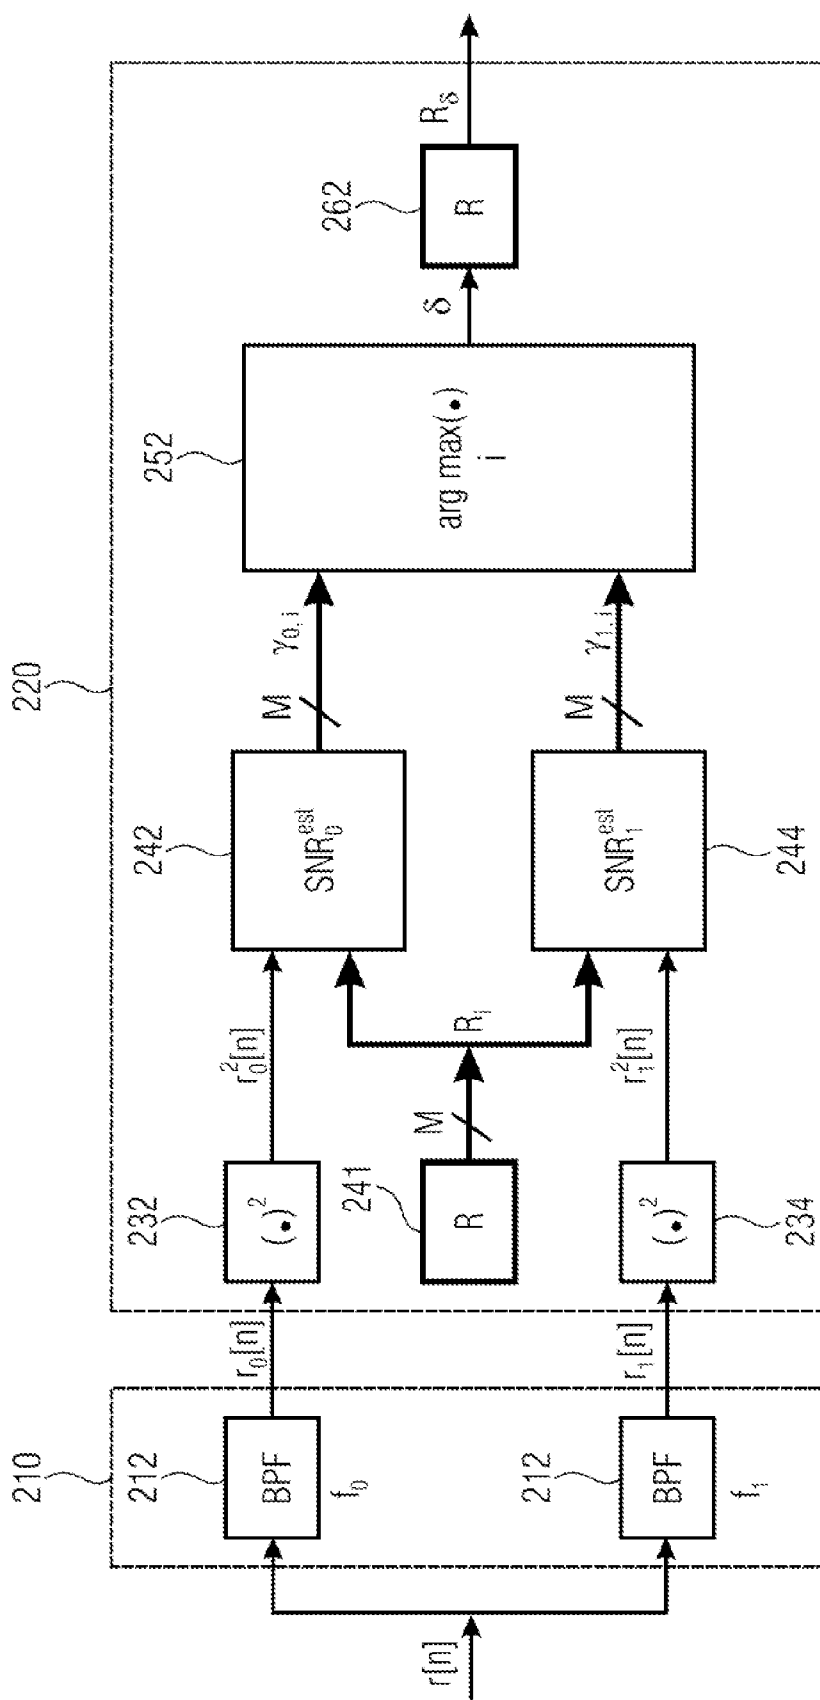 r[n]
210
212
BPF
f₀
212
BPF
f₁
r₀[n]
r₁[n]
220
232
(•)²
241
R
234
(•)²
r₀²[n]
M
Rᵢ
r₁²[n]
242
SNR₀ᵉˢᵗ
244
SNR₁ᵉˢᵗ
M
γ₀,ᵢ
M
γ₁,ᵢ
252
arg max(•)
i
δ
262
R
R_δ